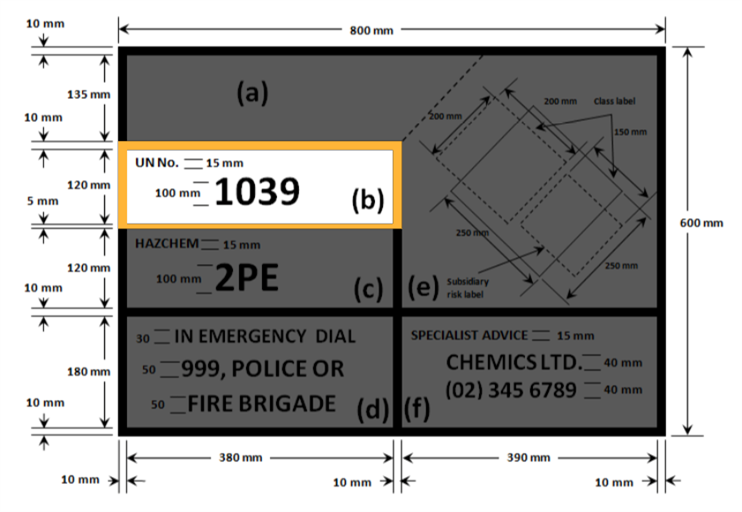 10 mm
800 mm
(a)
135 mm
200 mm
200 mm
Class label
150 mm
10 mm
UN No. 15 mm
100 mm 1039
(b)
120 mm
5 mm
600 mm
250 mm
250 mm
HAZCHEM 15 mm
100 mm 2PE
(c)
120 mm
(e)
Subsidiary
risk label
10 mm
30 IN EMERGENCY DIAL
50 999, POLICE OR
50 FIRE BRIGADE
(d)
SPECIALIST ADVICE 15 mm
CHEMICS LTD. 40 mm
(02) 345 6789 40 mm
(f)
180 mm
10 mm
380 mm
390 mm
10 mm
10 mm
10 mm